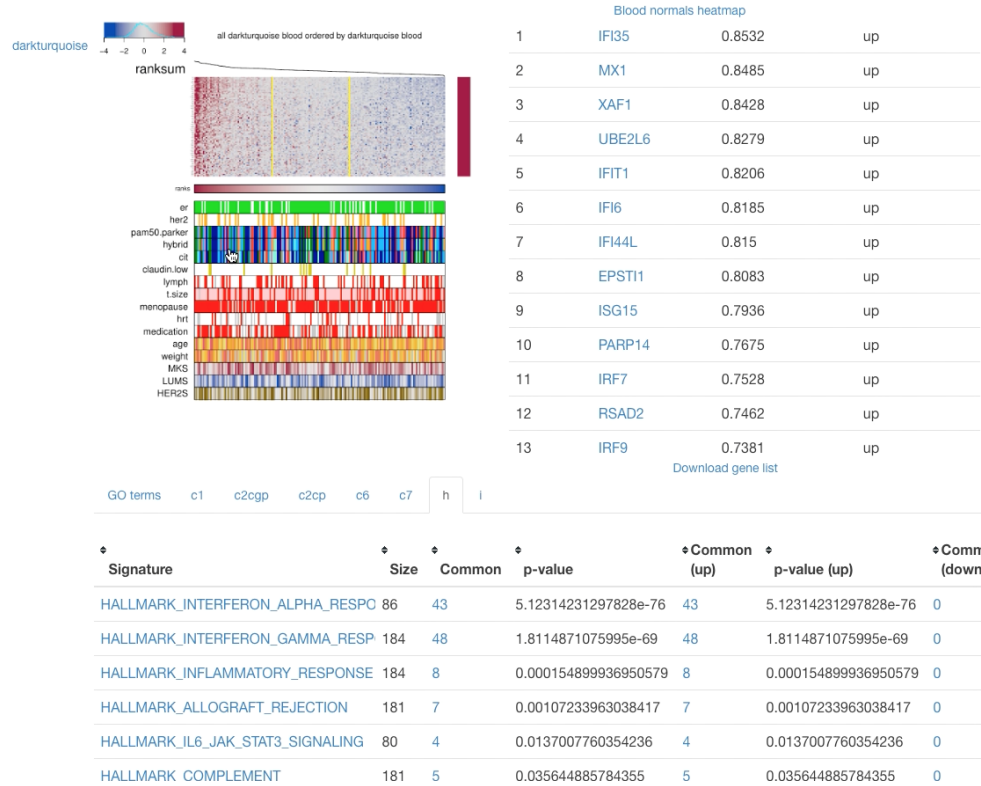 Blood normals heatmap
darkturquoise
-4 -2 0 2 4
all darkturquoise blood ordered by darkturquoise blood
ranksum
ranks
er
her2
pam50.parker
hybrid
cit
claudin.low
lymph
t.size
menopause
hrt
medication
age
weight
MKS
LUMS
HER2S
1 IFI35 0.8532 up
2 MX1 0.8485 up
3 XAF1 0.8428 up
4 UBE2L6 0.8279 up
5 IFIT1 0.8206 up
6 IFI6 0.8185 up
7 IFI44L 0.815 up
8 EPSTI1 0.8083 up
9 ISG15 0.7936 up
10 PARP14 0.7675 up
11 IRF7 0.7528 up
12 RSAD2 0.7462 up
13 IRF9 0.7381 up
Download gene list
GO terms c1 c2cgp c2cp c6 c7 h i
Signature Size Common p-value Common (up) p-value (up) Comm (down
HALLMARK_INTERFERON_ALPHA_RESPO 86 43 5.12314231297828e-76 43 5.12314231297828e-76 0
HALLMARK_INTERFERON_GAMMA_RESP 184 48 1.8114871075995e-69 48 1.8114871075995e-69 0
HALLMARK_INFLAMMATORY_RESPONSE 184 8 0.000154899936950579 8 0.000154899936950579 0
HALLMARK_ALLOGRAFT_REJECTION 181 7 0.00107233963038417 7 0.00107233963038417 0
HALLMARK_IL6_JAK_STAT3_SIGNALING 80 4 0.0137007760354236 4 0.0137007760354236 0
HALLMARK_COMPLEMENT 181 5 0.035644885784355 5 0.035644885784355 0